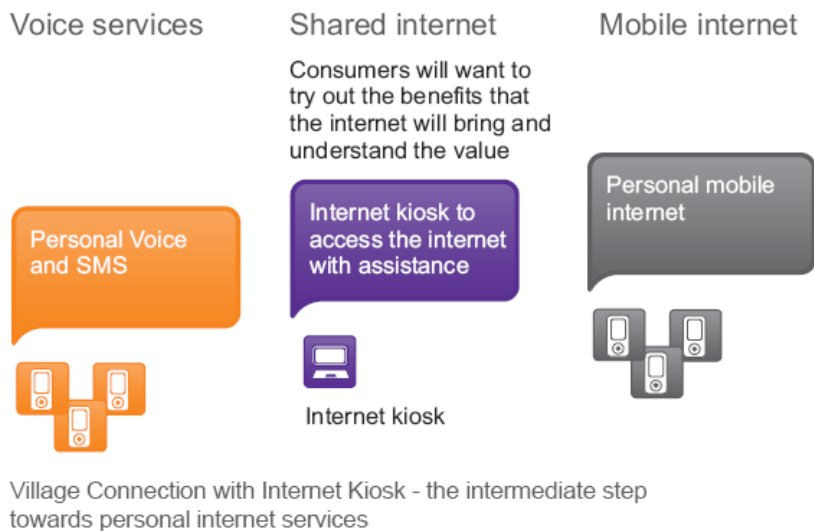 Voice services
Shared internet
Mobile internet
Consumers will want to
try out the benefits that
the internet will bring and
understand the value
Personal Voice
and SMS
Internet kiosk to
access the internet
with assistance
Personal mobile
internet
Internet kiosk
Village Connection with Internet Kiosk - the intermediate step
towards personal internet services